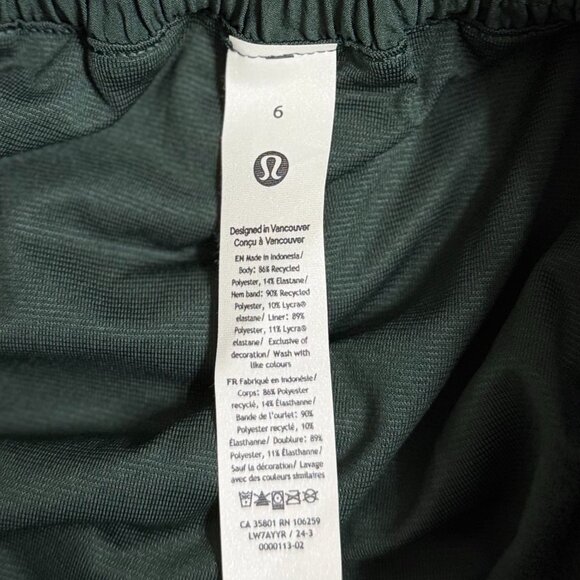 6
Designed in Vancouver
Conçu à Vancouver
EN Made in Indonesia/
Body: 86% Recycled
Polyester, 14% Elastane/
Hem band: 90% Recycled
Polyester, 10% Lycra®
elastane/ Liner: 89%
Polyester, 11% Lycra®
elastane/ Exclusive of
decoration/ Wash with
like colours
FR Fabriqué en Indonésie/
Corps: 86% Polyester
recyclé, 14% Élasthanne/
Bande de l'ourlet: 90%
Polyester recyclé, 10%
Élasthanne/ Doublure: 89%
Polyester, 11% Élasthanne/
Sauf la décoration/ Lavage
avec des couleurs similaires
CA 35801 RN 106259
LW7AYYR / 24-3
0000113-02